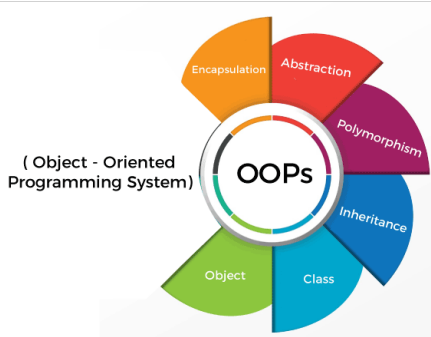 Encapsulation
Abstraction
Polymorphism
( Object - Oriented
Programming System)
OOPs
Inheritance
Object
Class